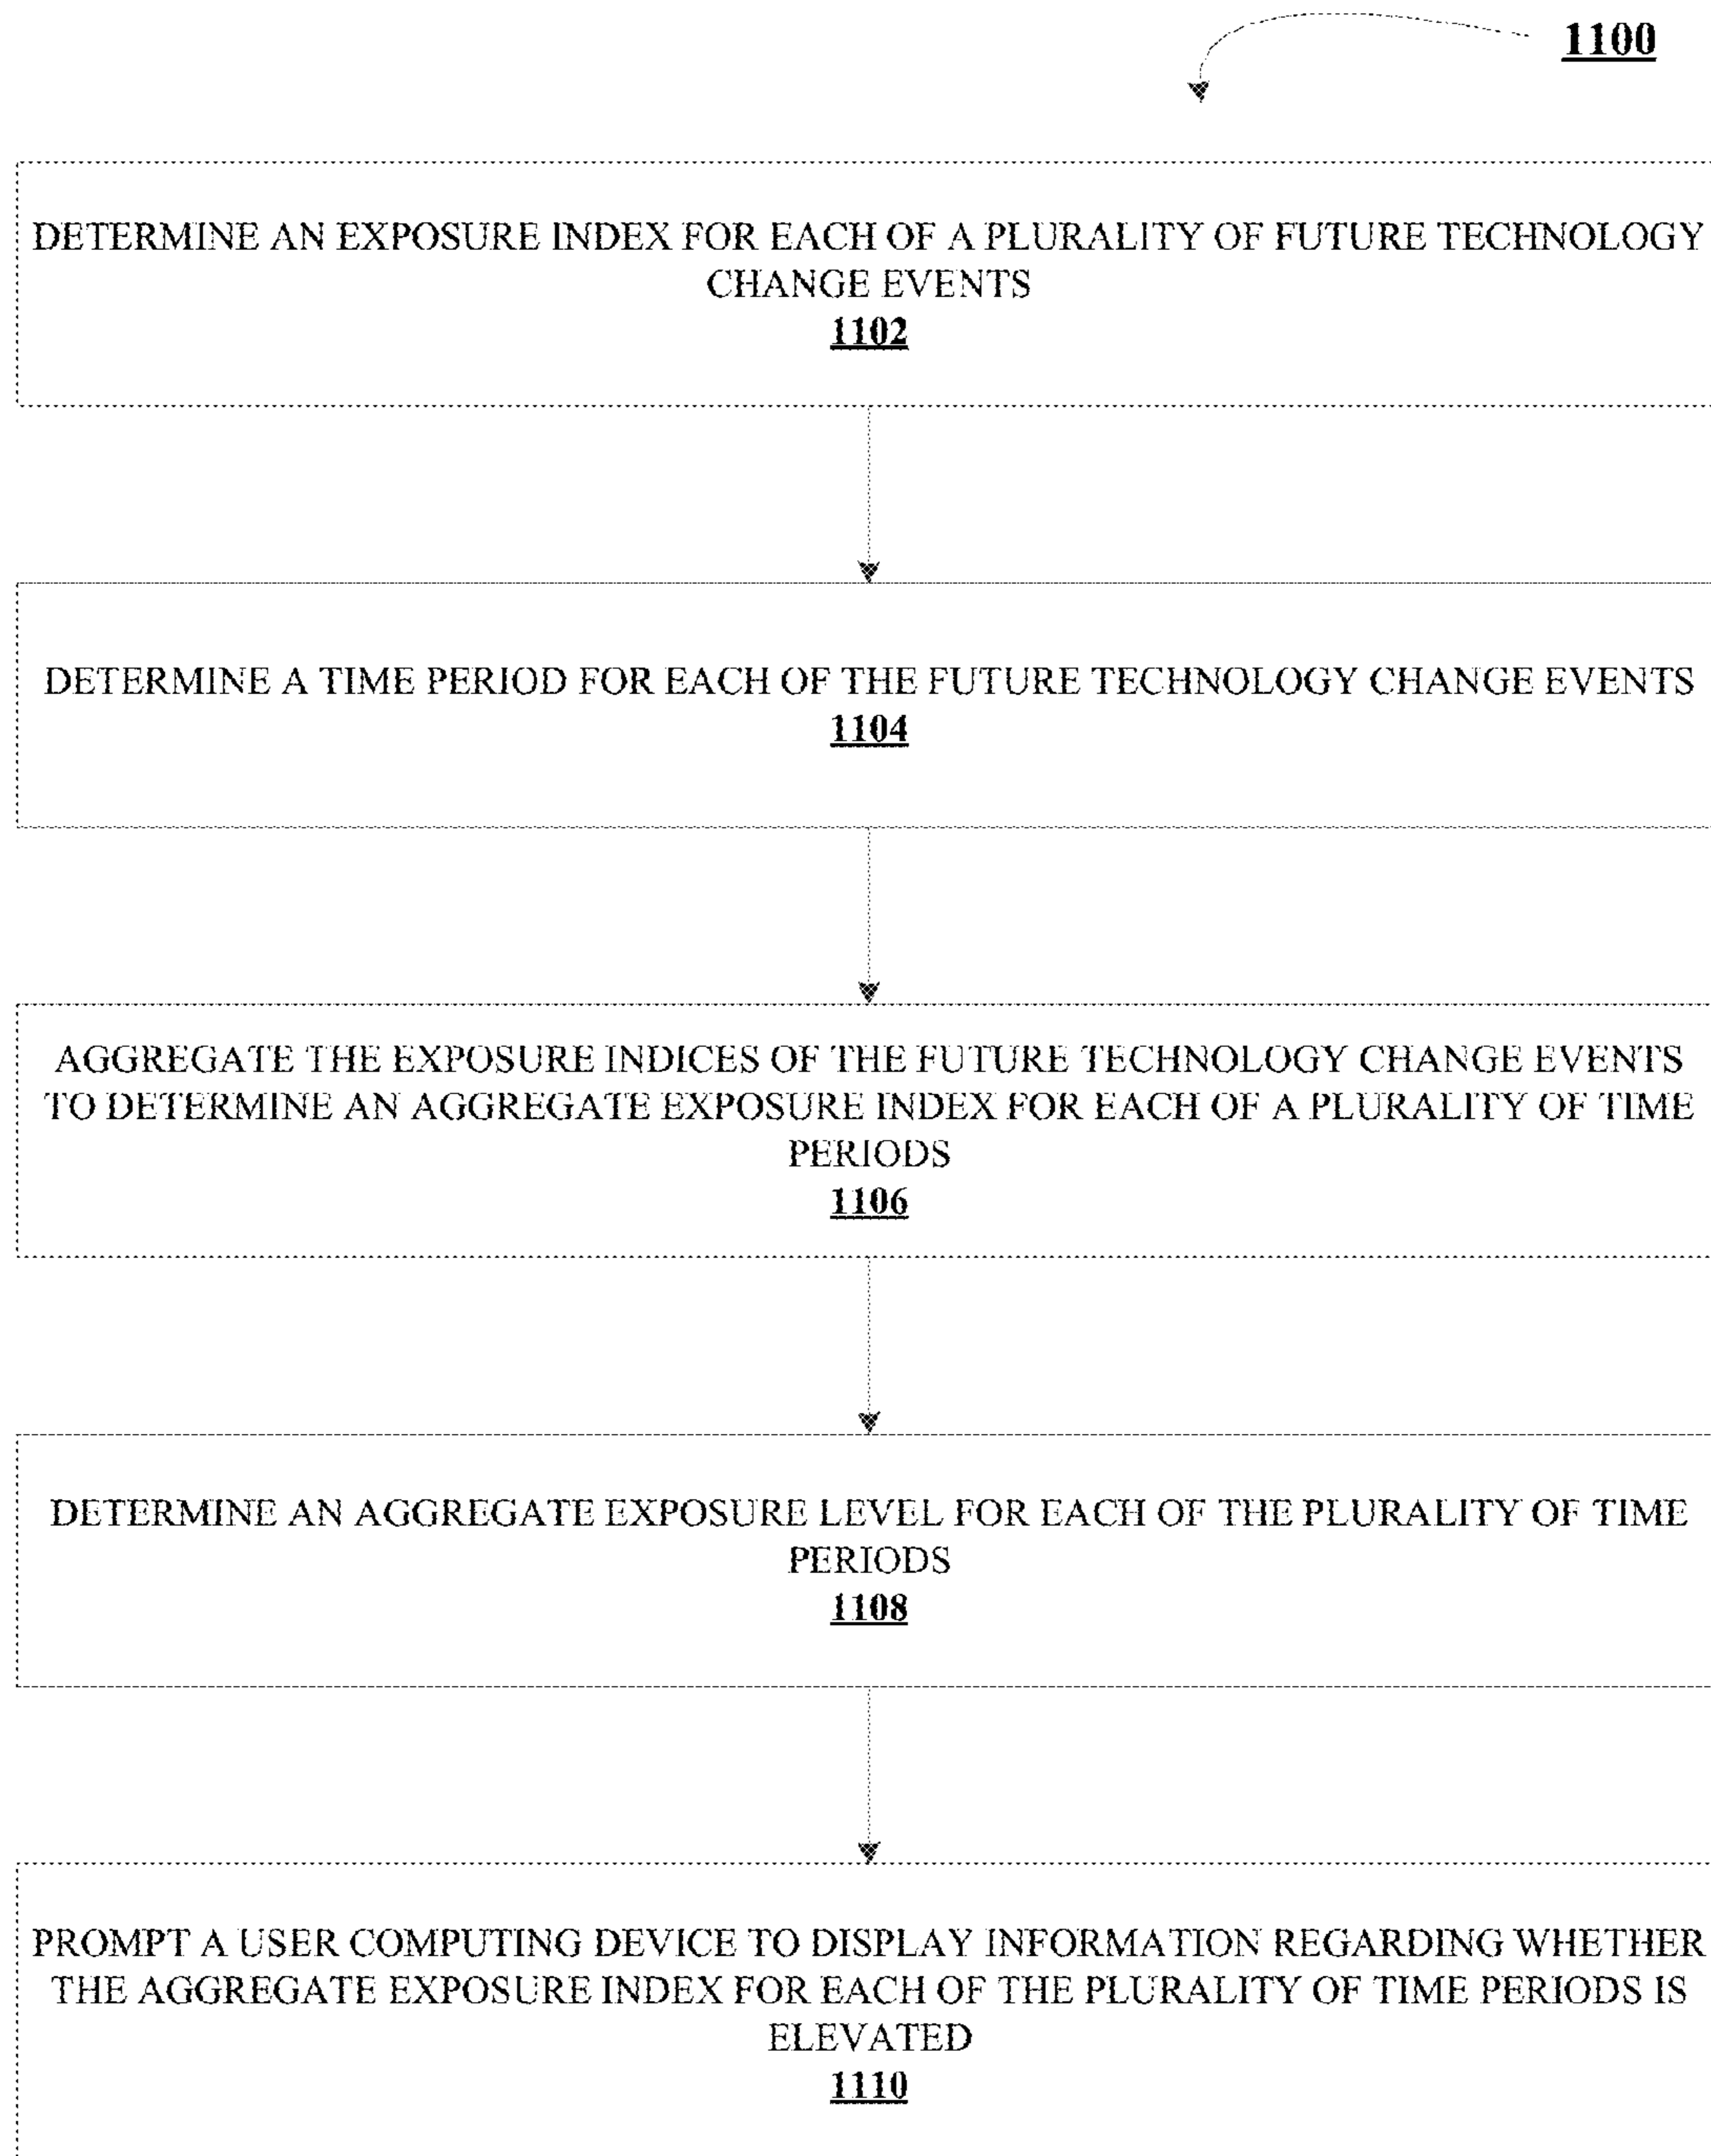 1100
DETERMINE AN EXPOSURE INDEX FOR EACH OF A PLURALITY OF FUTURE TECHNOLOGY
CHANGE EVENTS
1102
DETERMINE A TIME PERIOD FOR EACH OF THE FUTURE TECHNOLOGY CHANGE EVENTS
1104
AGGREGATE THE EXPOSURE INDICES OF THE FUTURE TECHNOLOGY CHANGE EVENTS
TO DETERMINE AN AGGREGATE EXPOSURE INDEX FOR EACH OF A PLURALITY OF TIME
PERIODS
1106
DETERMINE AN AGGREGATE EXPOSURE LEVEL FOR EACH OF THE PLURALITY OF TIME
PERIODS
1108
PROMPT A USER COMPUTING DEVICE TO DISPLAY INFORMATION REGARDING WHETHER
THE AGGREGATE EXPOSURE INDEX FOR EACH OF THE PLURALITY OF TIME PERIODS IS
ELEVATED
1110